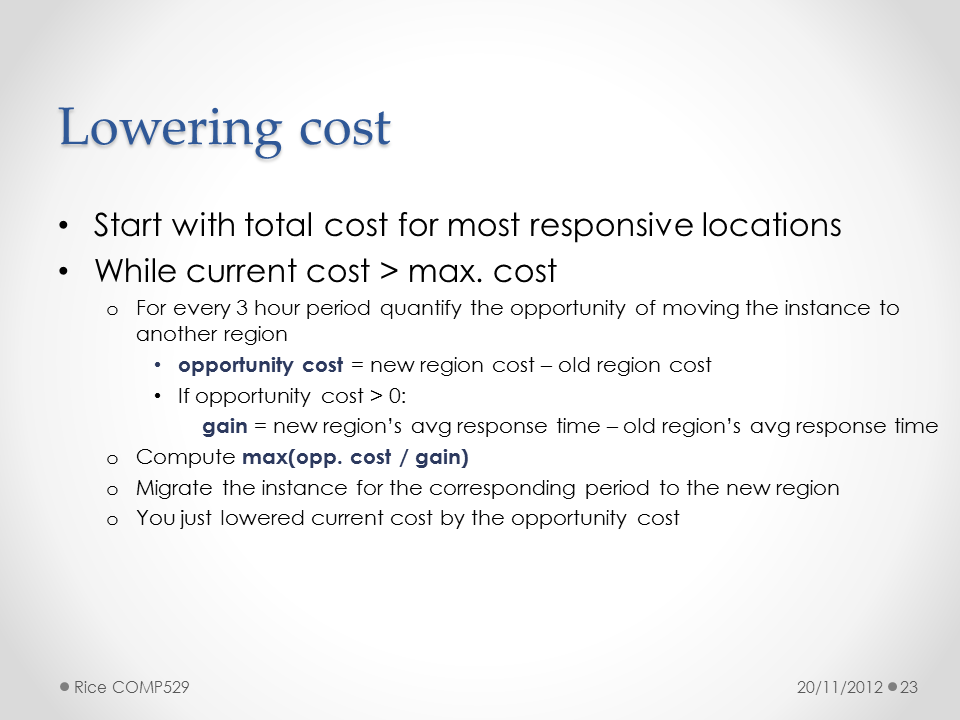 Lowering cost
• Start with total cost for most responsive locations
• While current cost > max. cost
o For every 3 hour period quantify the opportunity of moving the instance to
another region
• opportunity cost = new region cost – old region cost
• If opportunity cost > 0:
gain = new region’s avg response time – old region’s avg response time
o Compute max(opp. cost / gain)
o Migrate the instance for the corresponding period to the new region
o You just lowered current cost by the opportunity cost
Rice COMP529
20/11/2012 23